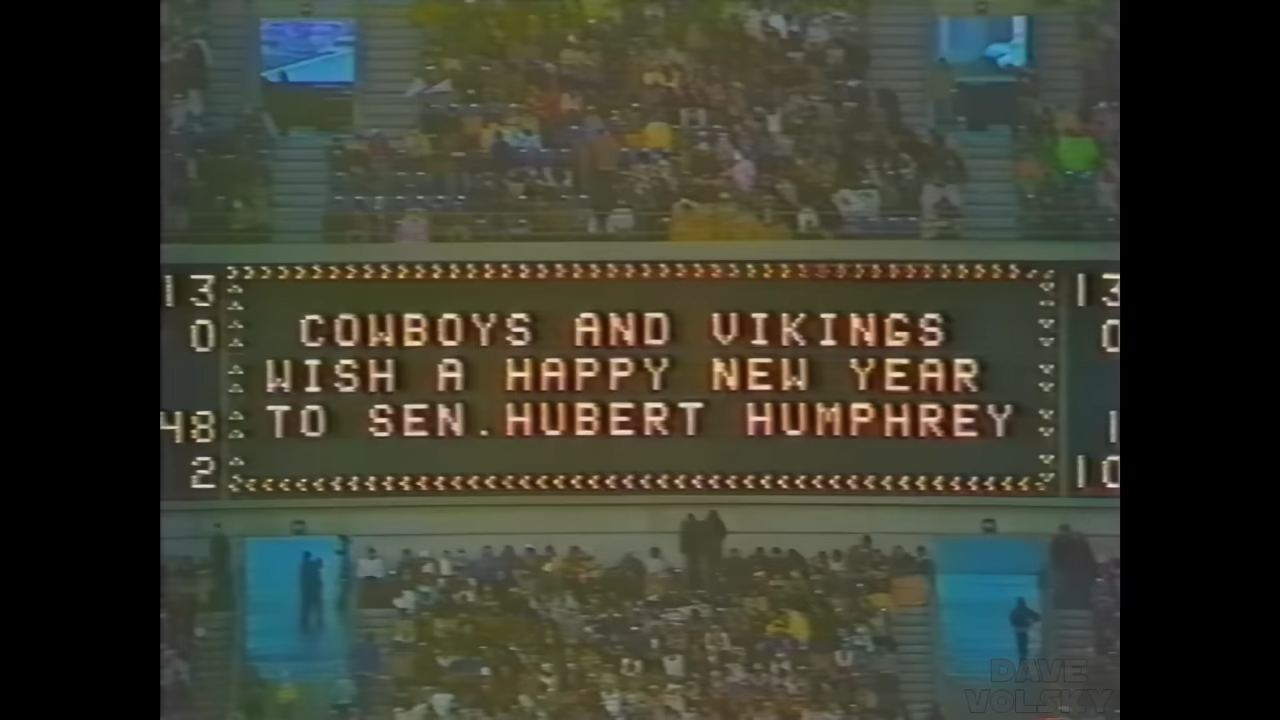 13
0
48
2
COWBOYS AND VIKINGS
WISH A HAPPY NEW YEAR
TO SEN.HUBERT HUMPHREY
13
0
1
10
DAVE
VOLSKY